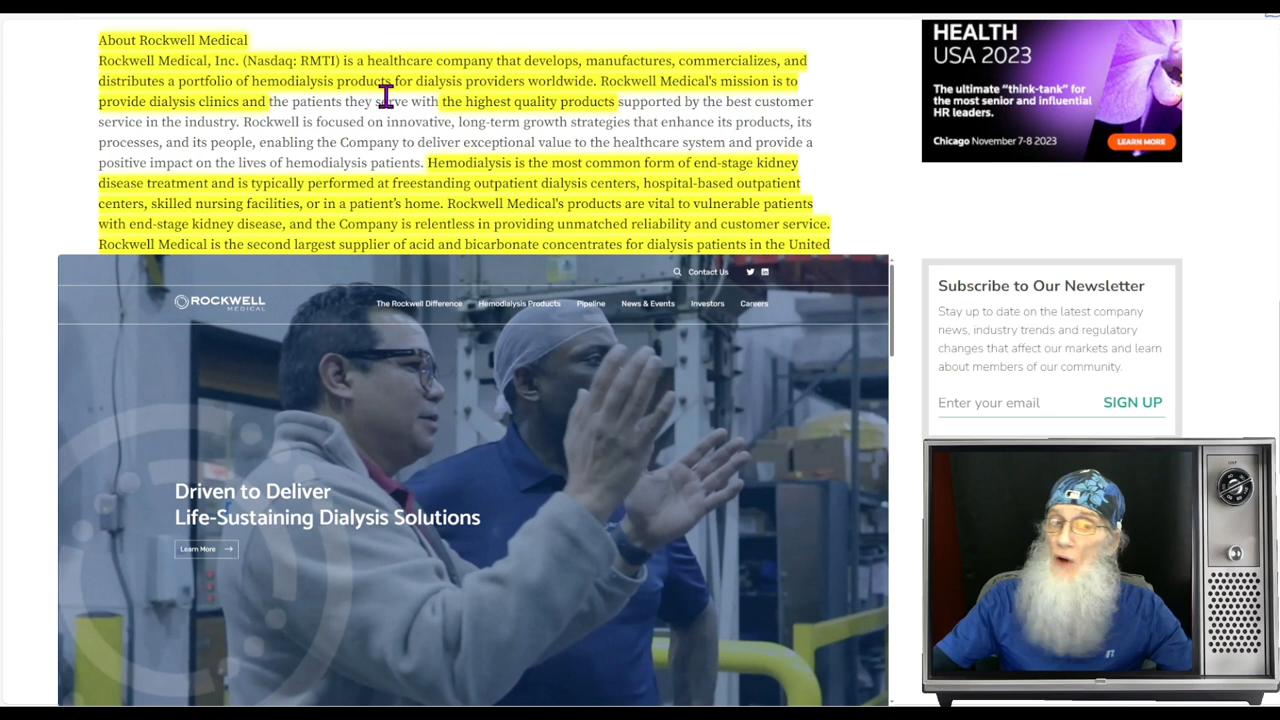 About Rockwell Medical
Rockwell Medical, Inc. (Nasdaq: RMTI) is a healthcare company that develops, manufactures, commercializes, and
distributes a portfolio of hemodialysis products for dialysis providers worldwide. Rockwell Medical's mission is to
provide dialysis clinics and the patients they serve with the highest quality products supported by the best customer
service in the industry. Rockwell is focused on innovative, long-term growth strategies that enhance its products, its
processes, and its people, enabling the Company to deliver exceptional value to the healthcare system and provide a
positive impact on the lives of hemodialysis patients. Hemodialysis is the most common form of end-stage kidney
disease treatment and is typically performed at freestanding outpatient dialysis centers, hospital-based outpatient
centers, skilled nursing facilities, or in a patient’s home. Rockwell Medical's products are vital to vulnerable patients
with end-stage kidney disease, and the Company is relentless in providing unmatched reliability and customer service.
Rockwell Medical is the second largest supplier of acid and bicarbonate concentrates for dialysis patients in the United
HEALTH
USA 2023
The ultimate “think-tank” for
the most senior and influential
HR leaders.
Chicago November 7-8 2023
LEARN MORE
Contact Us
ROCKWELL
MEDICAL
The Rockwell Difference
Hemodialysis Products
Pipeline
News & Events
Investors
Careers
Driven to Deliver
Life-Sustaining Dialysis Solutions
Learn More
Subscribe to Our Newsletter
Stay up to date on the latest company
news, industry trends and regulatory
changes that affect our markets and learn
about members of our community.
Enter your email
SIGN UP